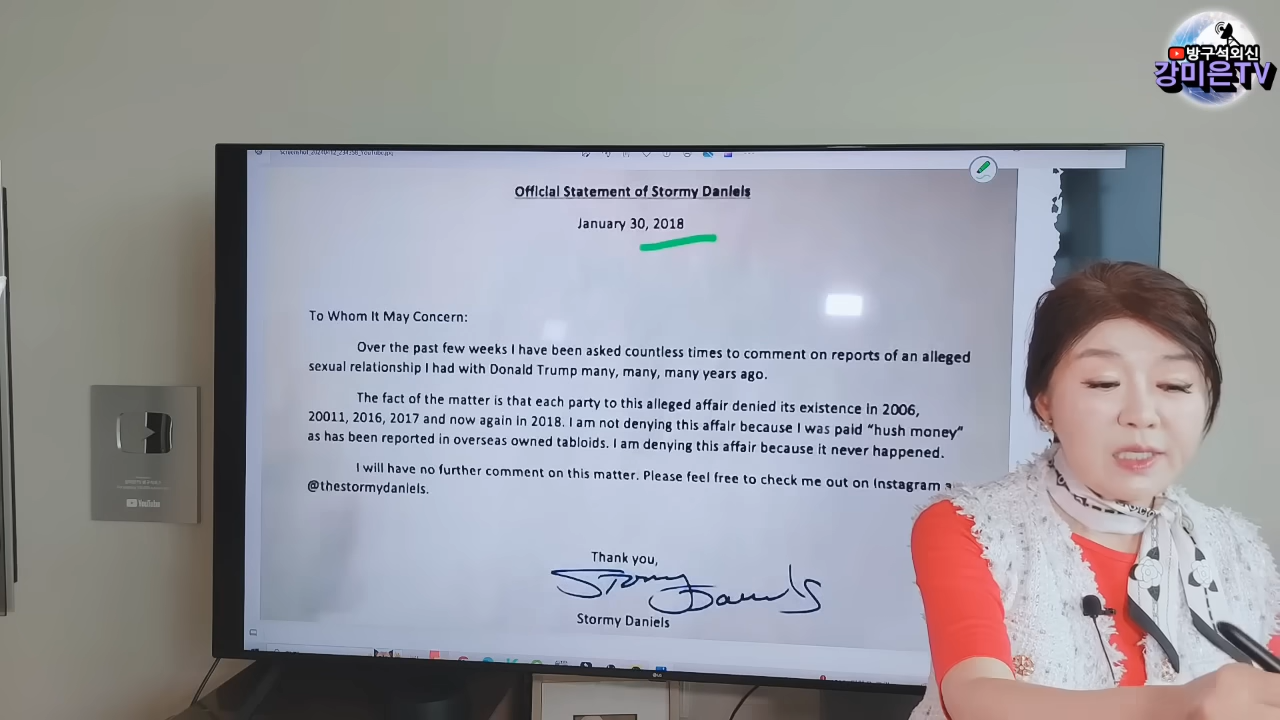 방구석외신
강미은TV
Official Statement of Stormy Daniels
January 30, 2018
To Whom It May Concern:
Over the past few weeks I have been asked countless times to comment on reports of an alleged
sexual relationship I had with Donald Trump many, many, many years ago.
The fact of the matter is that each party to this alleged affair denied its existence in 2006,
20011, 2016, 2017 and now again in 2018. I am not denying this affair because I was paid “hush money”
as has been reported in overseas owned tabloids. I am denying this affair because it never happened.
I will have no further comment on this matter. Please feel free to check me out on Instagram a
@thestormydaniels.
Thank you,
Stormy Daniels
Stormy Daniels
YouTube
LG